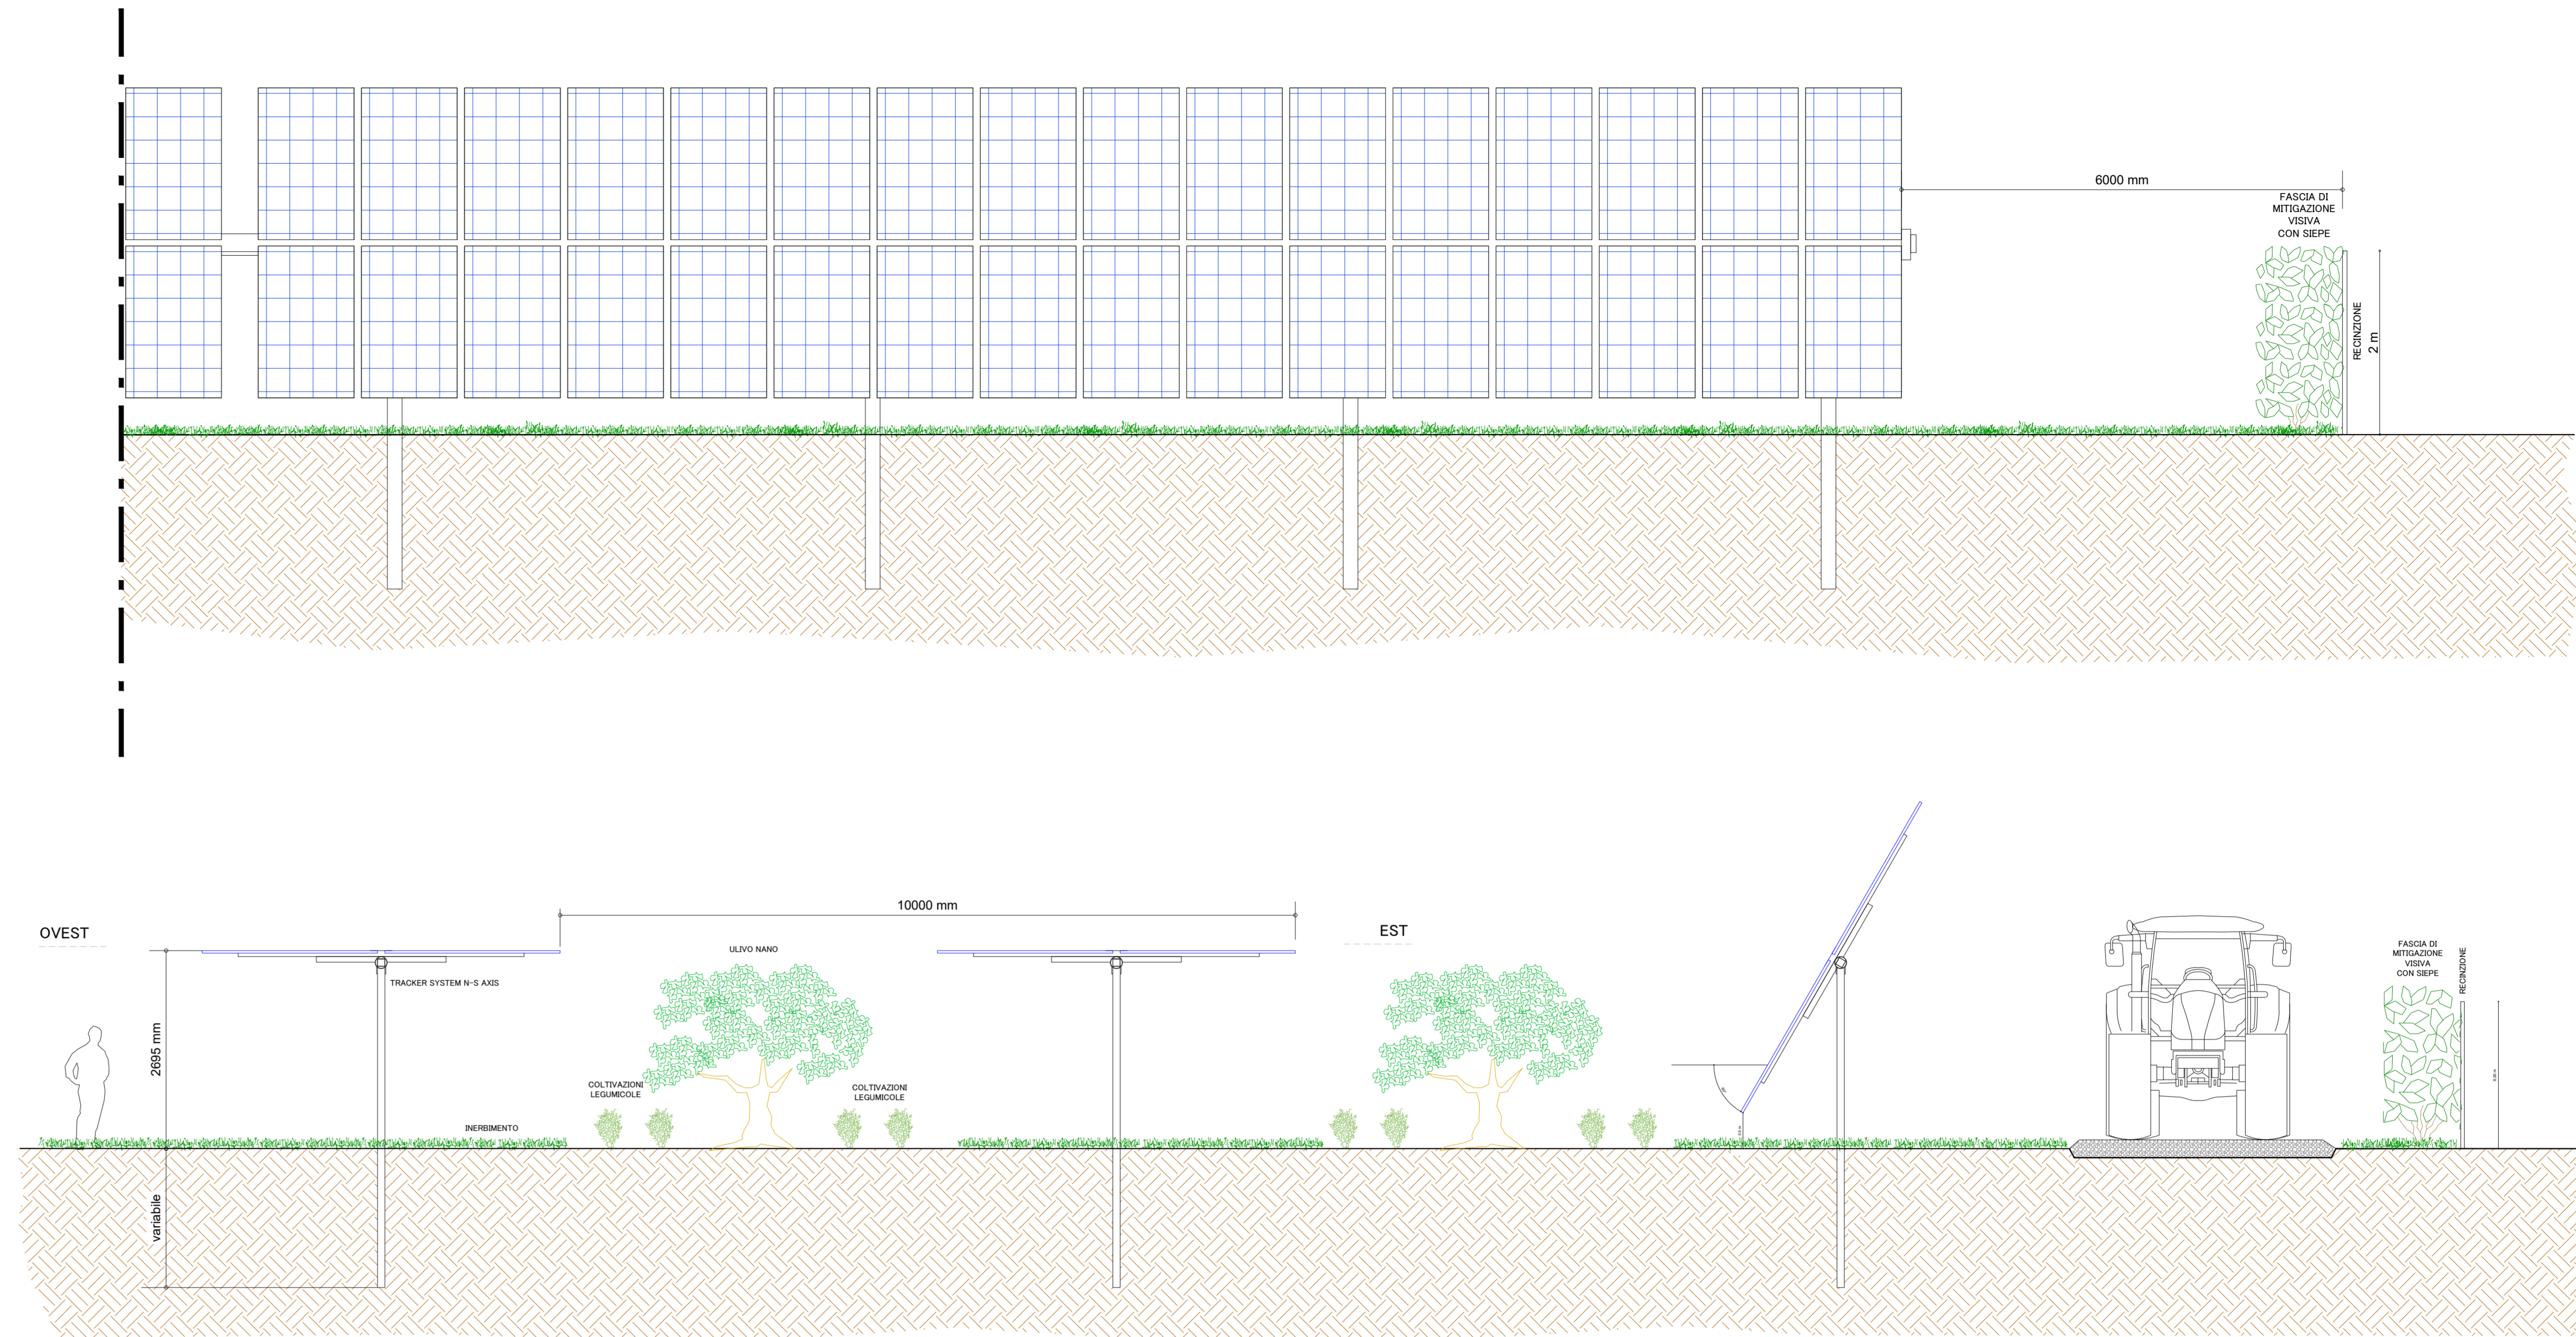 6000 mm
FASCIA DI
MITIGAZIONE
VISIVA
CON SIEPE
RECINZIONE
2 m
10000 mm
OVEST
EST
ULIVO NANO
TRACKER SYSTEM N-S AXIS
2695 mm
COLTIVAZIONI
LEGUMICOLE
COLTIVAZIONI
LEGUMICOLE
INERBIMENTO
variabile
FASCIA DI
MITIGAZIONE
VISIVA
CON SIEPE
RECINZIONE